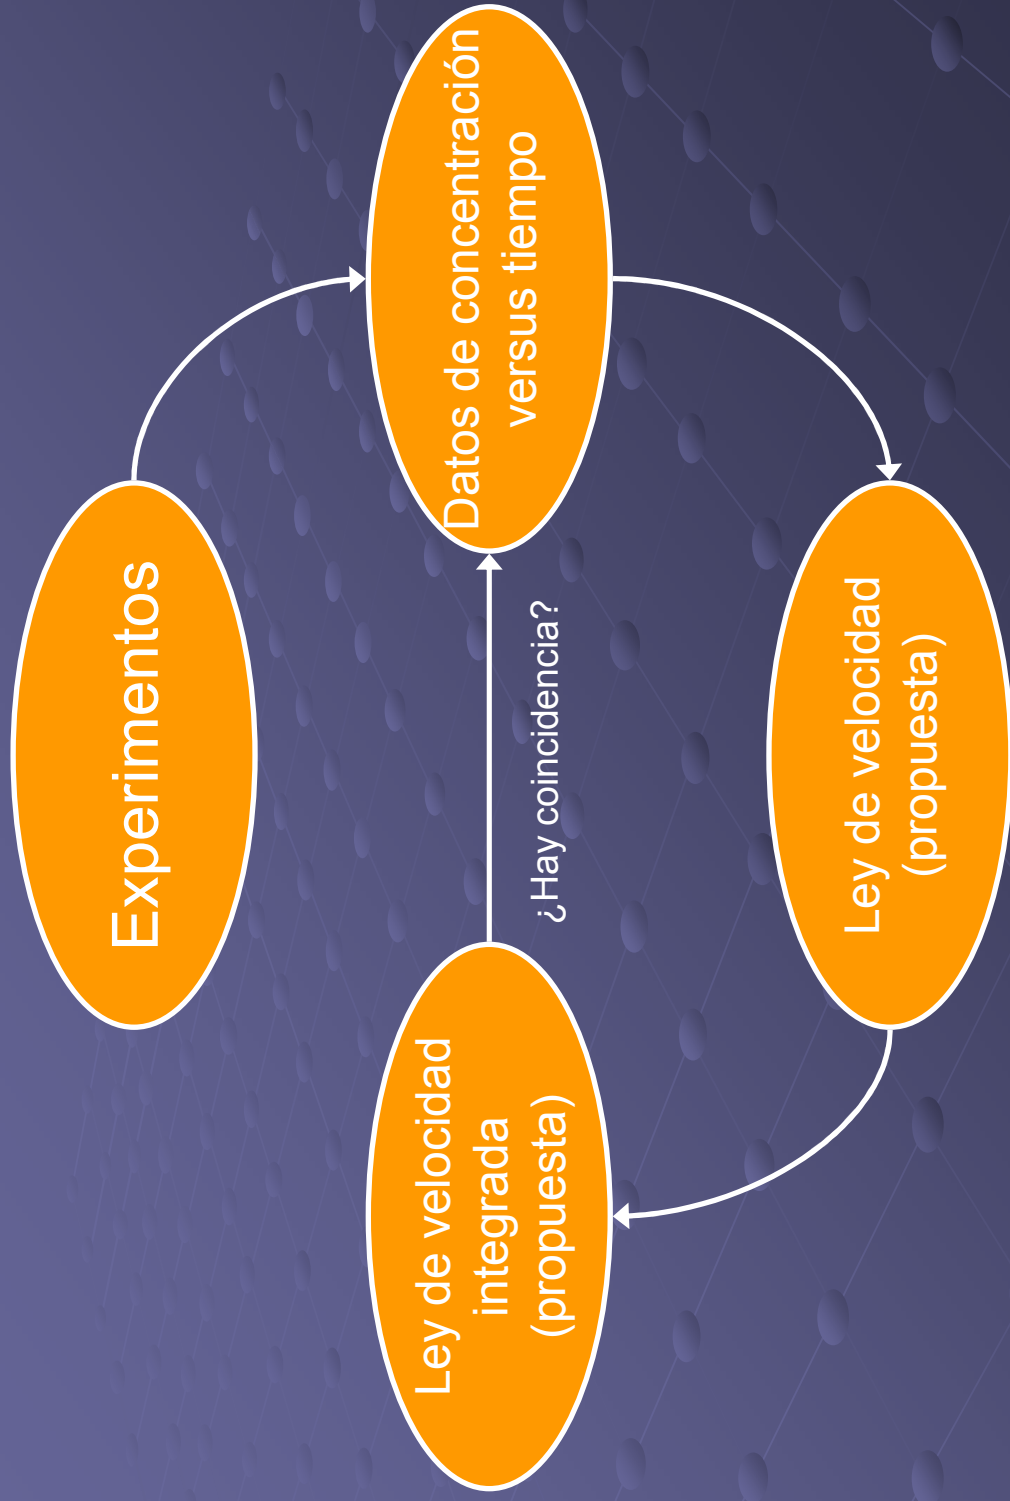 Experimentos
Datos de concentración
versus tiempo
¿Hay coincidencia?
Ley de velocidad
(propuesta)
Ley de velocidad
integrada
(propuesta)